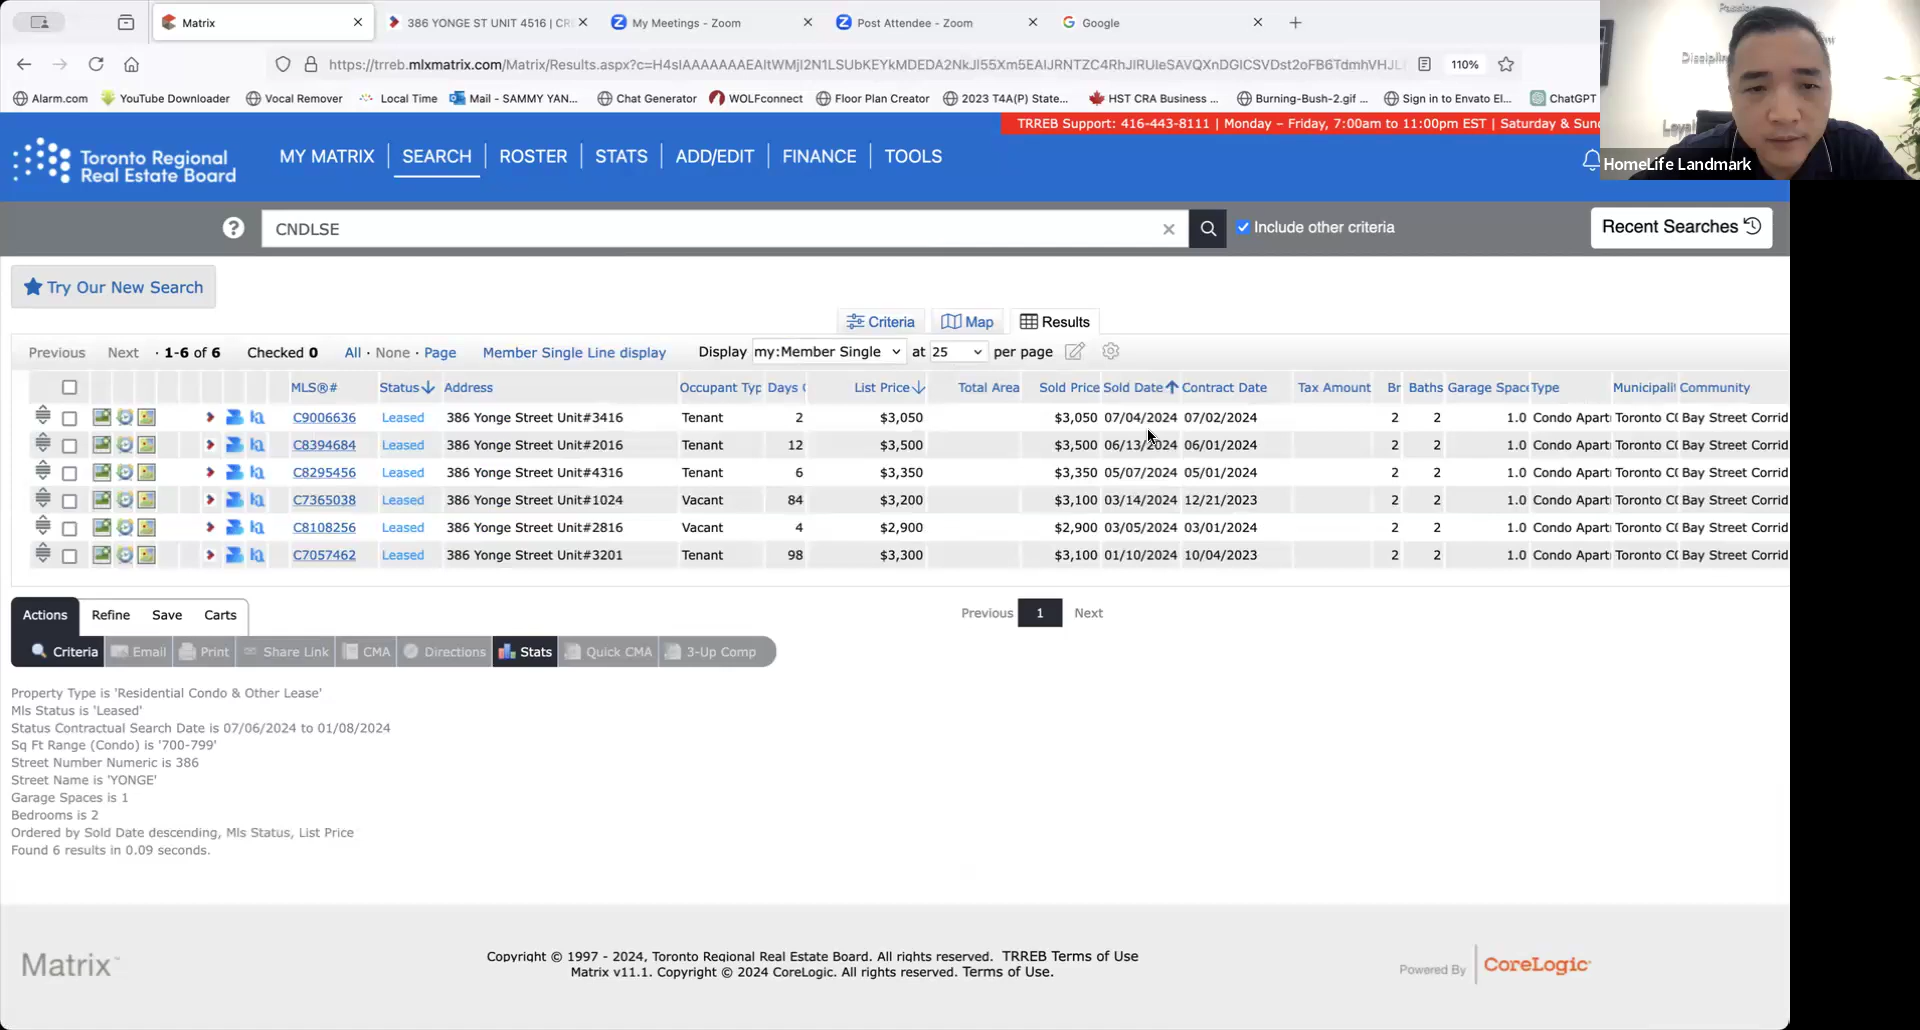 Matrix
386 YONGE ST UNIT 4516 | CR
My Meetings - Zoom
Post Attendee - Zoom
Google
https://trreb.mlxmatrix.com/Matrix/Results.aspx?c=
110%
Alarm.com
YouTube Downloader
Vocal Remover
Local Time
Mail - SAMMY YAN...
Chat Generator
WOLFconnect
Floor Plan Creator
2023 T4A(P) State...
HST CRA Business ...
Burning-Bush-2.gif ...
Sign in to Envato El...
ChatGPT
HomeLife Landmark
TRREB Support: 416-443-8111 | Monday – Friday, 7:00am to 11:00pm EST | Saturday & Sun
Toronto Regional
Real Estate Board
MY MATRIX
SEARCH
ROSTER
STATS
ADD/EDIT
FINANCE
TOOLS
CNDLSE
Include other criteria
Recent Searches
Try Our New Search
Criteria
Map
Results
Previous Next · 1-6 of 6 Checked 0 All · None · Page Member Single Line display Display my:Member Single at 25 per page
MLS®# Status Address Occupant Typ Days List Price Total Area Sold Price Sold Date Contract Date Tax Amount Br Baths Garage Space Type Municipali Community
C9006636 Leased 386 Yonge Street Unit#3416 Tenant 2 $3,050 $3,050 07/04/2024 07/02/2024 2 2 1.0 Condo Apart Toronto C Bay Street Corrid
C8394684 Leased 386 Yonge Street Unit#2016 Tenant 12 $3,500 $3,500 06/13/2024 06/01/2024 2 2 1.0 Condo Apart Toronto C Bay Street Corrid
C8295456 Leased 386 Yonge Street Unit#4316 Tenant 6 $3,350 $3,350 05/07/2024 05/01/2024 2 2 1.0 Condo Apart Toronto C Bay Street Corrid
C7365038 Leased 386 Yonge Street Unit#1024 Vacant 84 $3,200 $3,100 03/14/2024 12/21/2023 2 2 1.0 Condo Apart Toronto C Bay Street Corrid
C8108256 Leased 386 Yonge Street Unit#2816 Vacant 4 $2,900 $2,900 03/05/2024 03/01/2024 2 2 1.0 Condo Apart Toronto C Bay Street Corrid
C7057462 Leased 386 Yonge Street Unit#3201 Tenant 98 $3,300 $3,100 01/10/2024 10/04/2023 2 2 1.0 Condo Apart Toronto C Bay Street Corrid
Actions Refine Save Carts
Previous 1 Next
Criteria Email Print Share Link CMA Directions Stats Quick CMA 3-Up Comp
Property Type is 'Residential Condo & Other Lease'
Mls Status is 'Leased'
Status Contractual Search Date is 07/06/2024 to 01/08/2024
Sq Ft Range (Condo) is '700-799'
Street Number Numeric is 386
Street Name is 'YONGE'
Garage Spaces is 1
Bedrooms is 2
Ordered by Sold Date descending, Mls Status, List Price
Found 6 results in 0.09 seconds.
Matrix™
Copyright © 1997 - 2024, Toronto Regional Real Estate Board. All rights reserved. TRREB Terms of Use
Matrix v11.1. Copyright © 2024 CoreLogic. All rights reserved. Terms of Use.
Powered By
CoreLogic